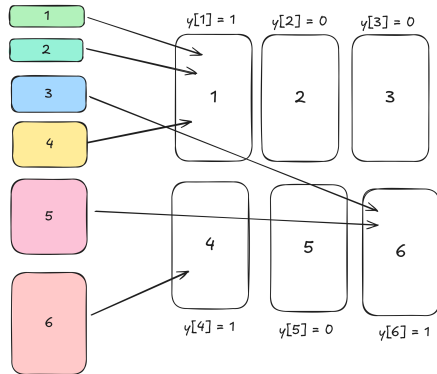 1
2
3
4
5
6
y[1] = 1
y[2] = 0
y[3] = 0
1
2
3
4
5
6
y[4] = 1
y[5] = 0
y[6] = 1